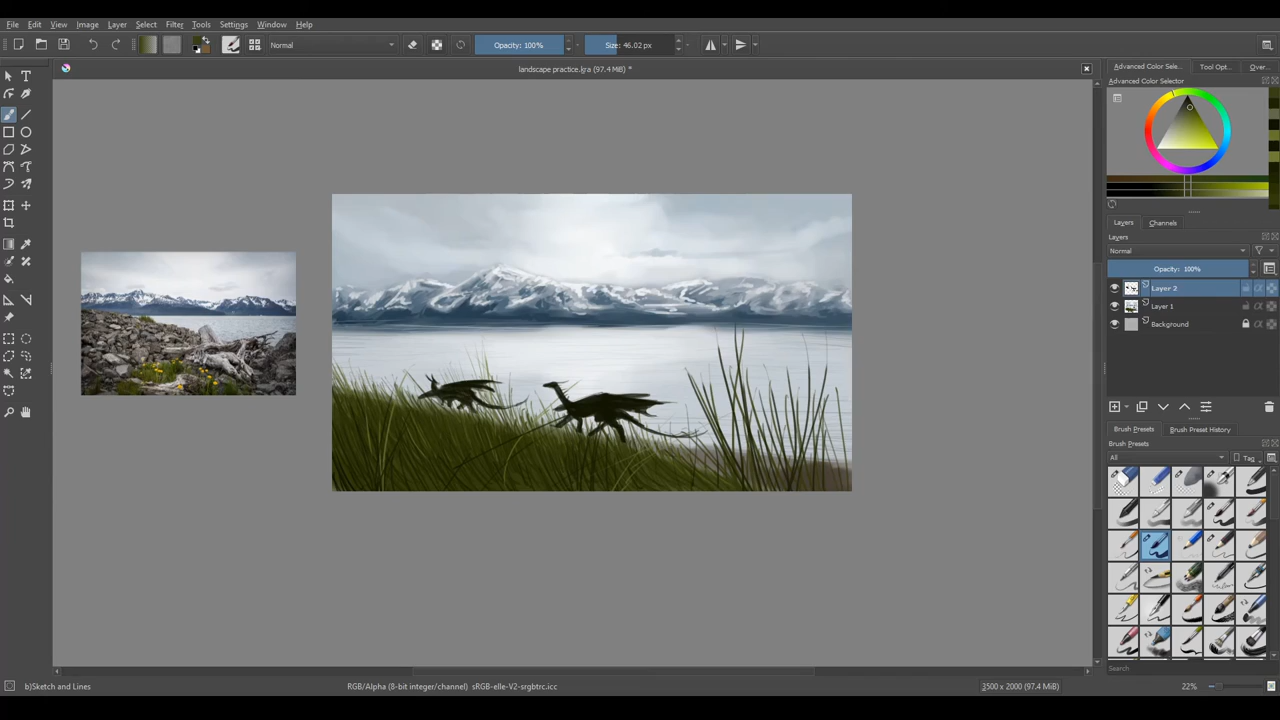 File Edit View Image Layer Select Filter Tools Settings Window Help
Normal Opacity: 100% Size: 46.02 px
landscape practice.kra (97.4 MiB) *
Advanced Color Sele... Tool Opt... Over...
Advanced Color Selector
Layers Channels
Layers
Normal
Opacity: 100%
Layer 2
Layer 1
Background
Brush Presets Brush Preset History
Brush Presets
All Tag
Search
b)Sketch and Lines RGB/Alpha (8-bit integer/channel) sRGB-elle-V2-srgbtrc.icc 3500 x 2000 (97.4 MiB) 22%